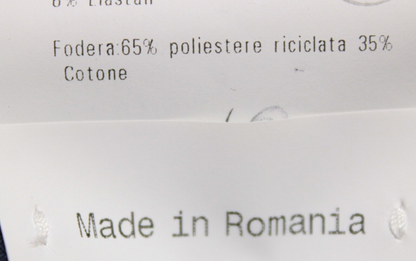 Fodera:65% poliestere riciclata 35%
Cotone
Made in Romania